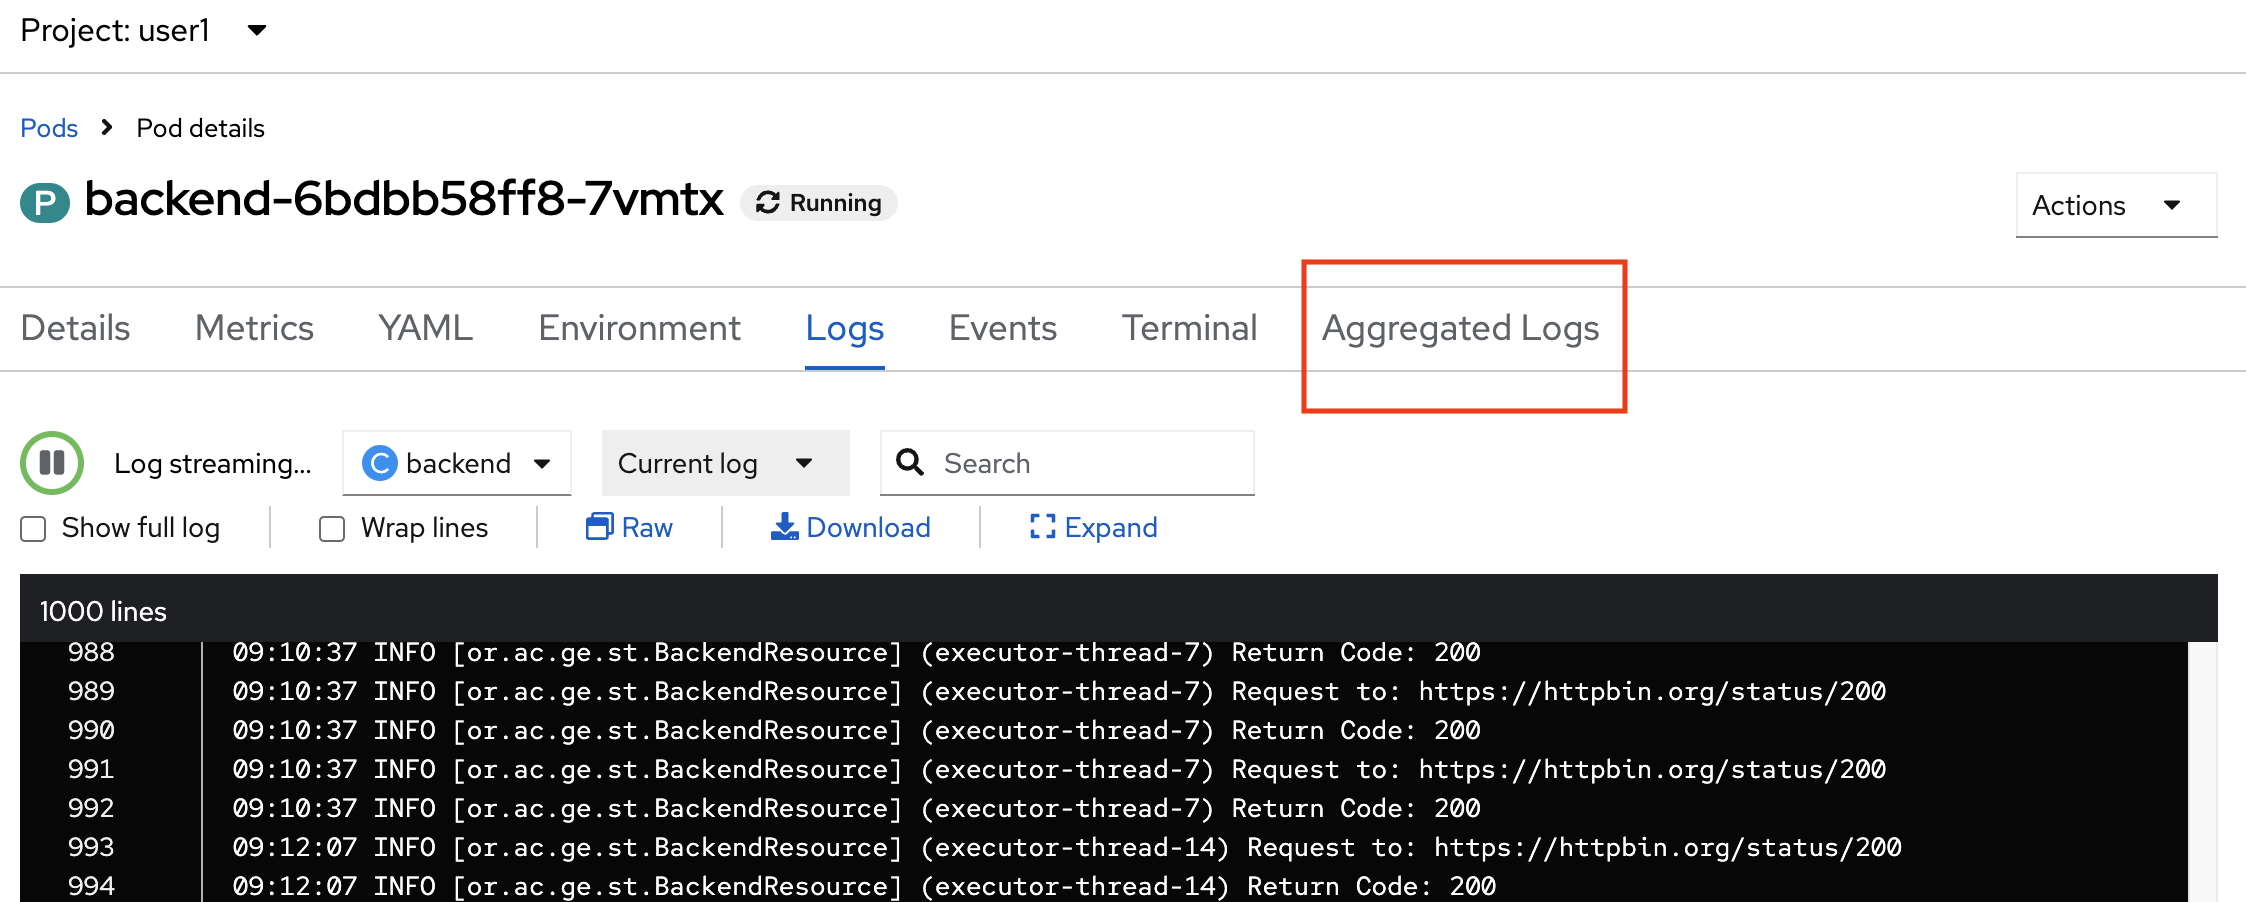 Project: user1
Pods > Pod details
P backend-6bdbb58ff8-7vmtx Running
Actions
Details Metrics YAML Environment Logs Events Terminal Aggregated Logs
Log streaming... C backend Current log Search
Show full log Wrap lines Raw Download Expand
1000 lines
988 09:10:37 INFO [or.ac.ge.st.BackendResource] (executor-thread-7) Return Code: 200
989 09:10:37 INFO [or.ac.ge.st.BackendResource] (executor-thread-7) Request to: https://httpbin.org/status/200
990 09:10:37 INFO [or.ac.ge.st.BackendResource] (executor-thread-7) Return Code: 200
991 09:10:37 INFO [or.ac.ge.st.BackendResource] (executor-thread-7) Request to: https://httpbin.org/status/200
992 09:10:37 INFO [or.ac.ge.st.BackendResource] (executor-thread-7) Return Code: 200
993 09:12:07 INFO [or.ac.ge.st.BackendResource] (executor-thread-14) Request to: https://httpbin.org/status/200
994 09:12:07 INFO [or.ac.ge.st.BackendResource] (executor-thread-14) Return Code: 200